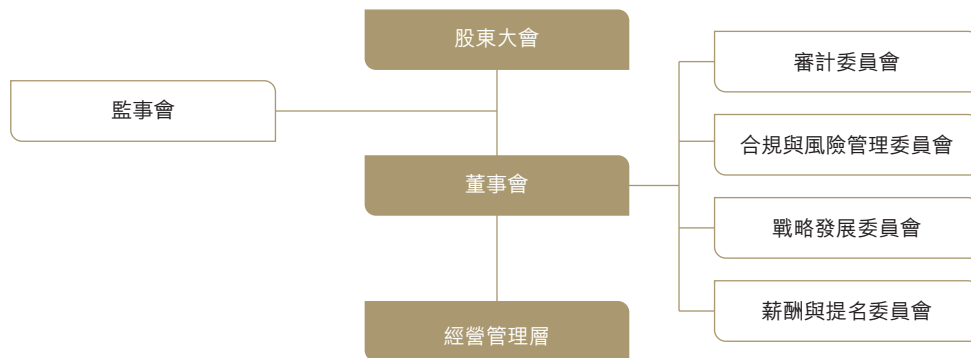 股東大會
審計委員會
監事會
合規與風險管理委員會
董事會
戰略發展委員會
薪酬與提名委員會
經營管理層